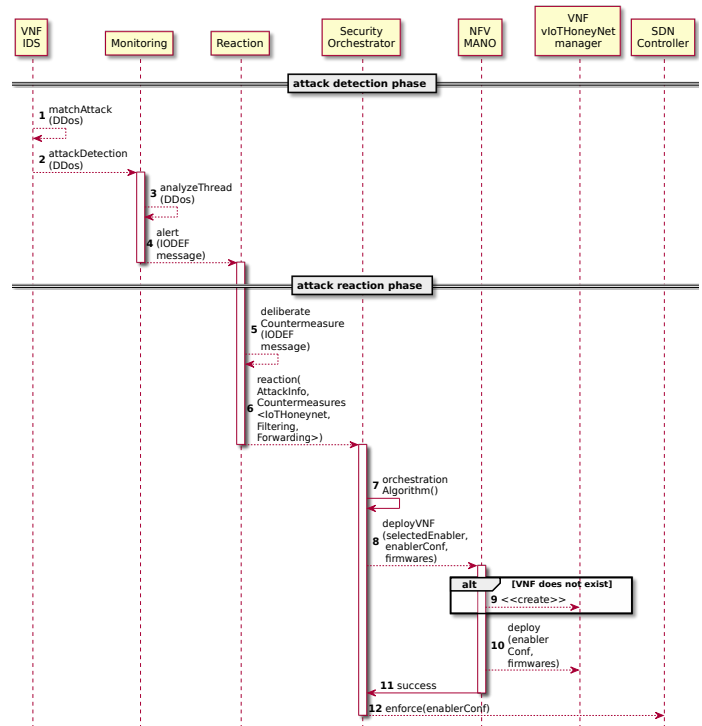 VNF
IDS
Monitoring
Reaction
Security
Orchestrator
NFV
MANO
VNF
vIoTHoneyNet
manager
SDN
Controller
attack detection phase
1 matchAttack
(DDos)
2 attackDetection
(DDos)
3 analyzeThread
(DDos)
alert
4 (IODEF
message)
attack reaction phase
deliberate
Countermeasure
5 (IODEF
message)
reaction(
AttackInfo,
Countermeasures
6 <IoTHoneynet,
Filtering,
Forwarding>)
7 orchestration
Algorithm()
deployVNF
(selectedEnabler,
8 enablerConf,
firmwares)
alt [VNF does not exist]
9 <<create>>
deploy
(enabler
10 Conf,
firmwares)
11 success
12 enforce(enablerConf)